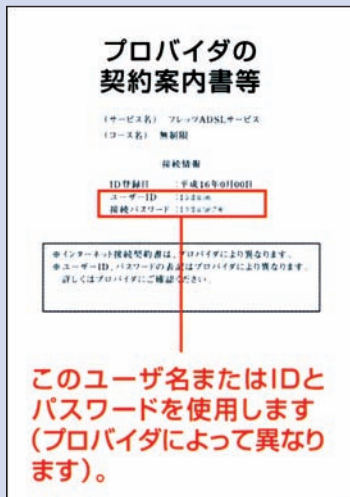 プロバイダの
契約案内書等
(サービス名) フレッツADSLサービス
(コース名) 無制限
接続情報
ID登録日 :平成16年0月00日
ユーザーID :
接続パスワード :
※インターネット接続契約書は、プロバイダにより異なります。
※ユーザーID、パスワードの表記はプロバイダにより異なります。
詳しくはプロバイダにご確認ください。
このユーザ名またはIDと
パスワードを使用します
(プロバイダによって異なり
ます)。